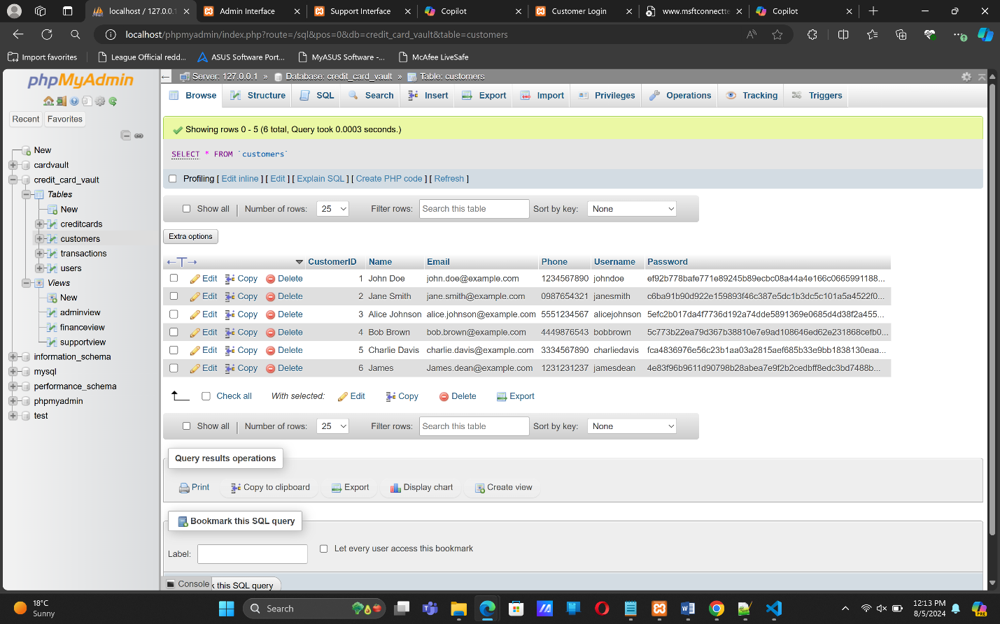 localhost / 127.0.0.1
Admin Interface
Support Interface
Copilot
Customer Login
www.msftconnectte
Copilot
localhost/phpmyadmin/index.php?route=/sql&pos=0&db=credit_card_vault&table=customers
Import favorites
League Official redd...
ASUS Software Port...
MyASUS Software -...
McAfee LiveSafe
phpMyAdmin
Recent Favorites
New
cardvault
credit_card_vault
Tables
New
creditcards
customers
transactions
users
Views
New
adminview
financeview
supportview
information_schema
mysql
performance_schema
phpmyadmin
test
Server: 127.0.0.1 » Database: credit_card_vault » Table: customers
Browse Structure SQL Search Insert Export Import Privileges Operations Tracking Triggers
Showing rows 0 - 5 (6 total, Query took 0.0003 seconds.)
SELECT * FROM `customers`
Profiling [ Edit inline ] [ Edit ] [ Explain SQL ] [ Create PHP code ] [ Refresh ]
Show all | Number of rows: 25 Filter rows: Search this table Sort by key: None
Extra options
CustomerID Name Email Phone Username Password
Edit Copy Delete 1 John Doe john.doe@example.com 1234567890 johndoe ef92b778bafe771e89245b89ecbc08a44a4e166c0665991188...
Edit Copy Delete 2 Jane Smith jane.smith@example.com 0987654321 janesmith c6ba91b90d922e159893f46c387e5dc1b3dc5c101a5a4522f0...
Edit Copy Delete 3 Alice Johnson alice.johnson@example.com 5551234567 alicejohnson 5efc2b017da4f7736d192a74dde5891369e0685d4d38f2a455...
Edit Copy Delete 4 Bob Brown bob.brown@example.com 4449876543 bobbrown 5c773b22ea79d367b38810e7e9ad108646ed62e231868cefb0...
Edit Copy Delete 5 Charlie Davis charlie.davis@example.com 3334567890 charliedavis fca4836976e56c23b1aa03a2815aef685b33e9bb1838130eaa...
Edit Copy Delete 6 James James.dean@example.com 1231231237 jamesdean 4e83f96b9611d90798b28abea7e9f2b2cedbff8edc3bd7488b...
Check all With selected: Edit Copy Delete Export
Show all | Number of rows: 25 Filter rows: Search this table Sort by key: None
Query results operations
Print Copy to clipboard Export Display chart Create view
Bookmark this SQL query
Label: Let every user access this bookmark
Console k this SQL query
18°C
Sunny
Search
12:13 PM
8/5/2024